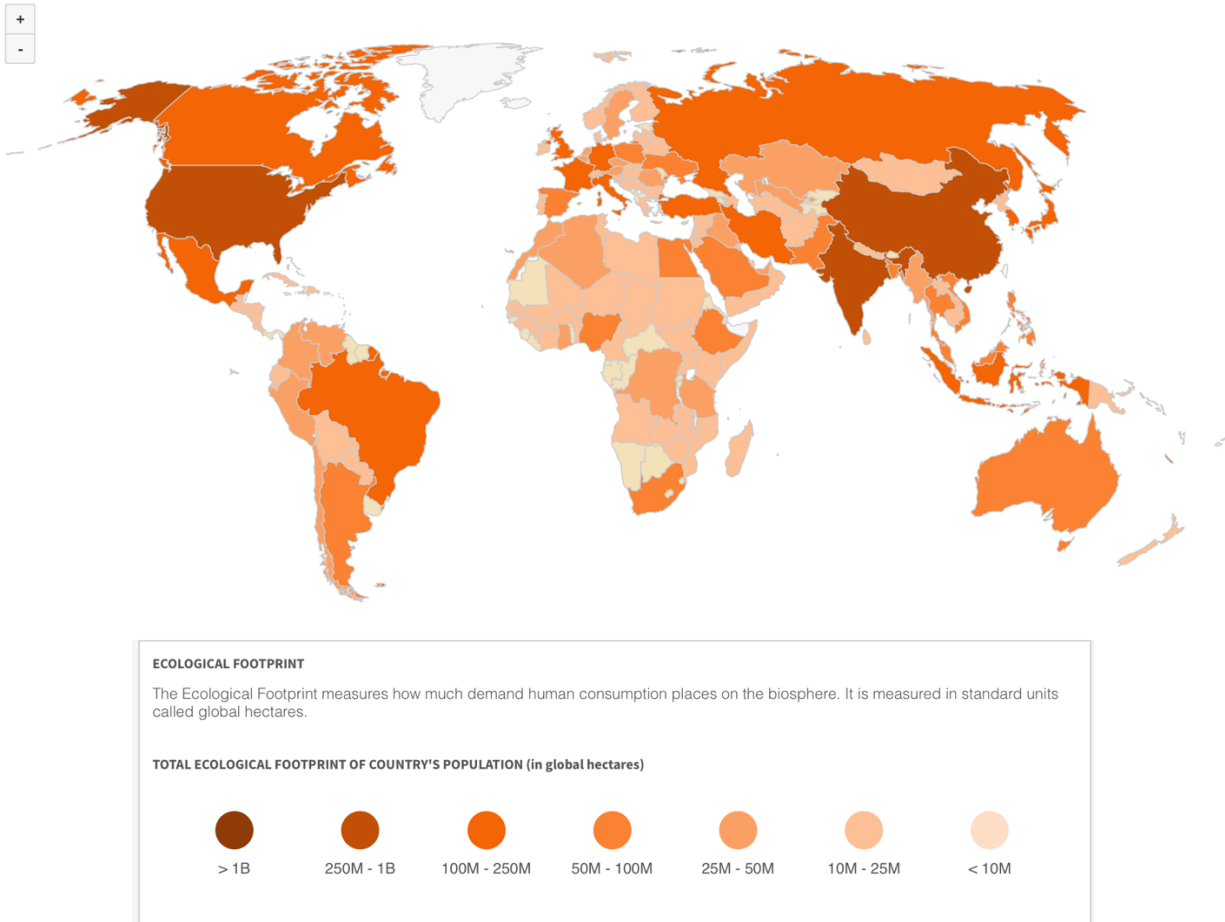 +
-
ECOLOGICAL FOOTPRINT
The Ecological Footprint measures how much demand human consumption places on the biosphere. It is measured in standard units
called global hectares.
TOTAL ECOLOGICAL FOOTPRINT OF COUNTRY'S POPULATION (in global hectares)
> 1B 250M - 1B 100M - 250M 50M - 100M 25M - 50M 10M - 25M < 10M